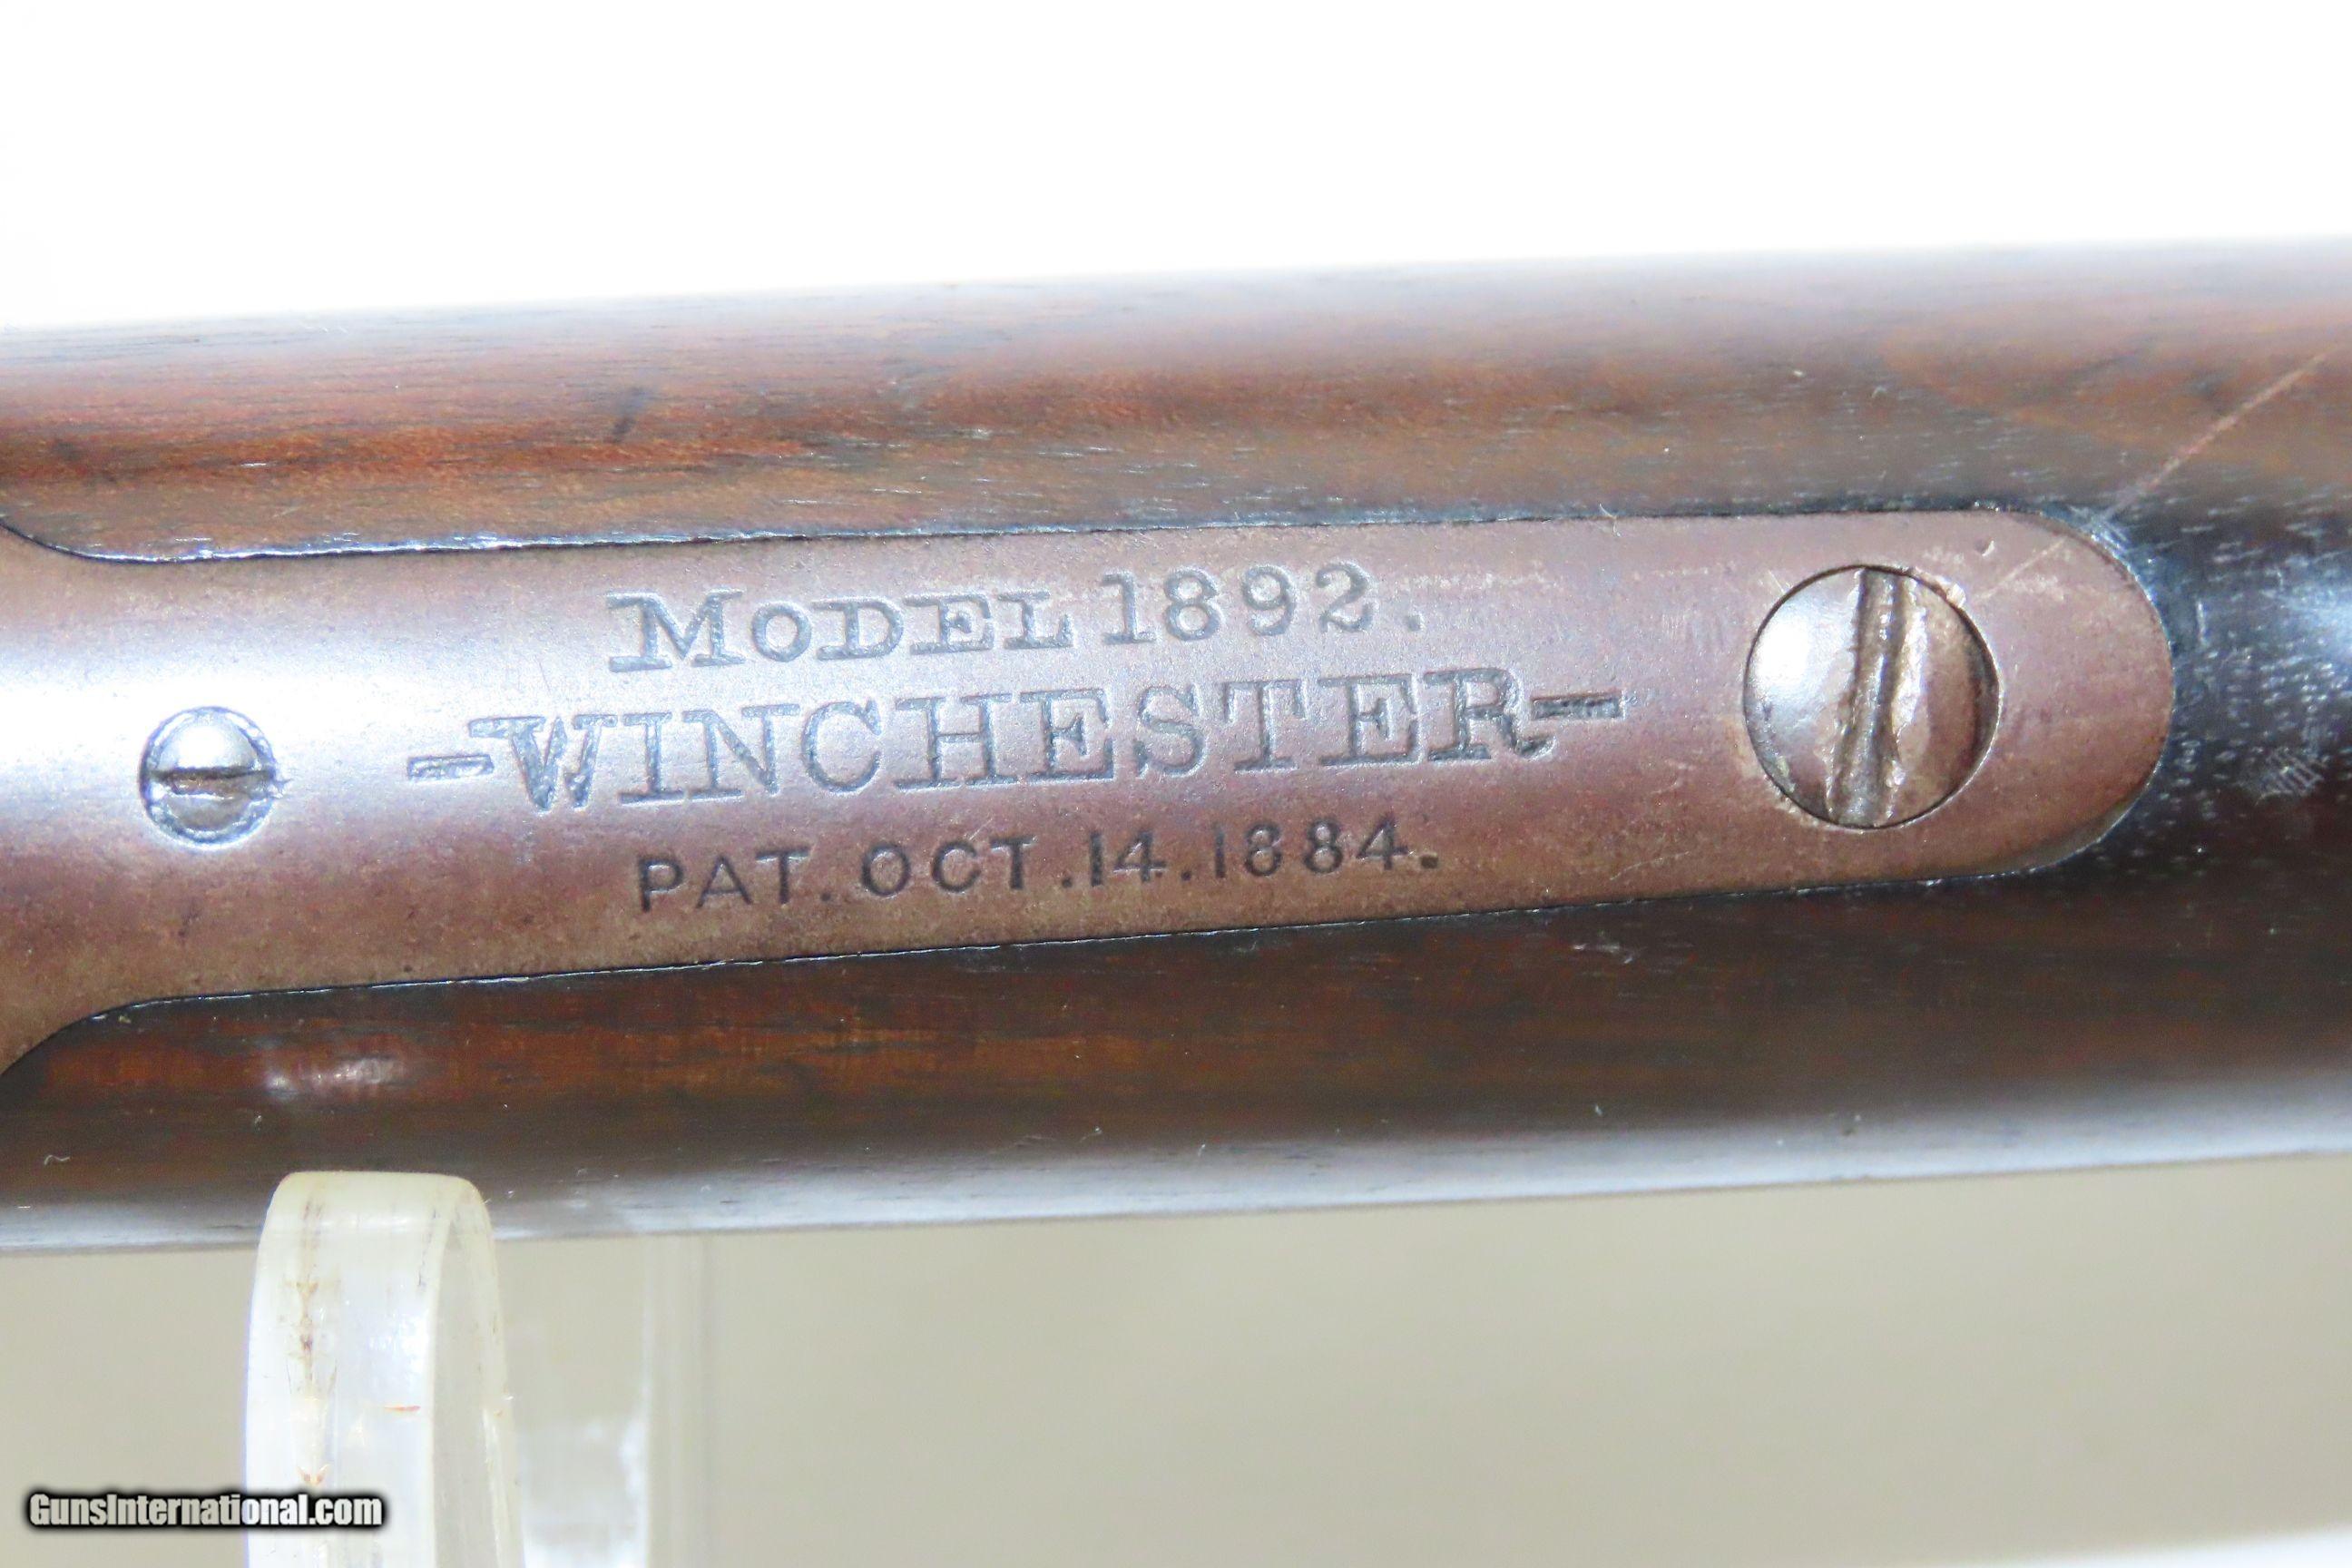 MODEL 1892.
-WINCHESTER-
PAT. OCT. 14. 1884.
GunsInternational.com